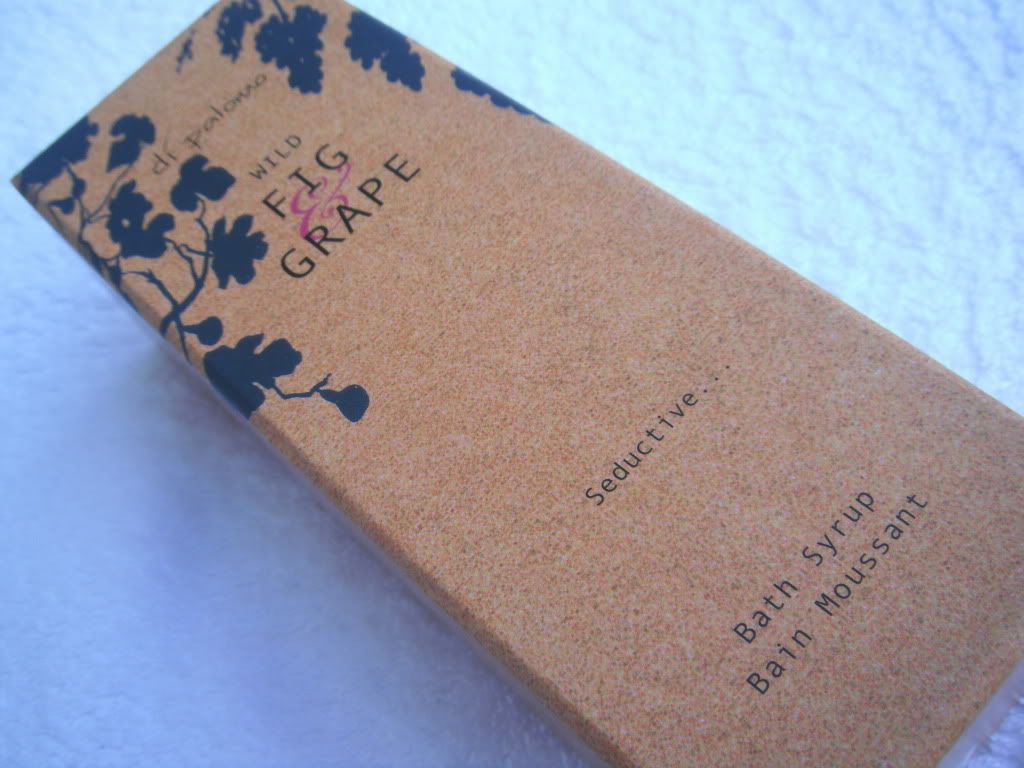 di Palomo
WILD
FIG
&
GRAPE
Seductive...
Bath Syrup
Bain Moussant